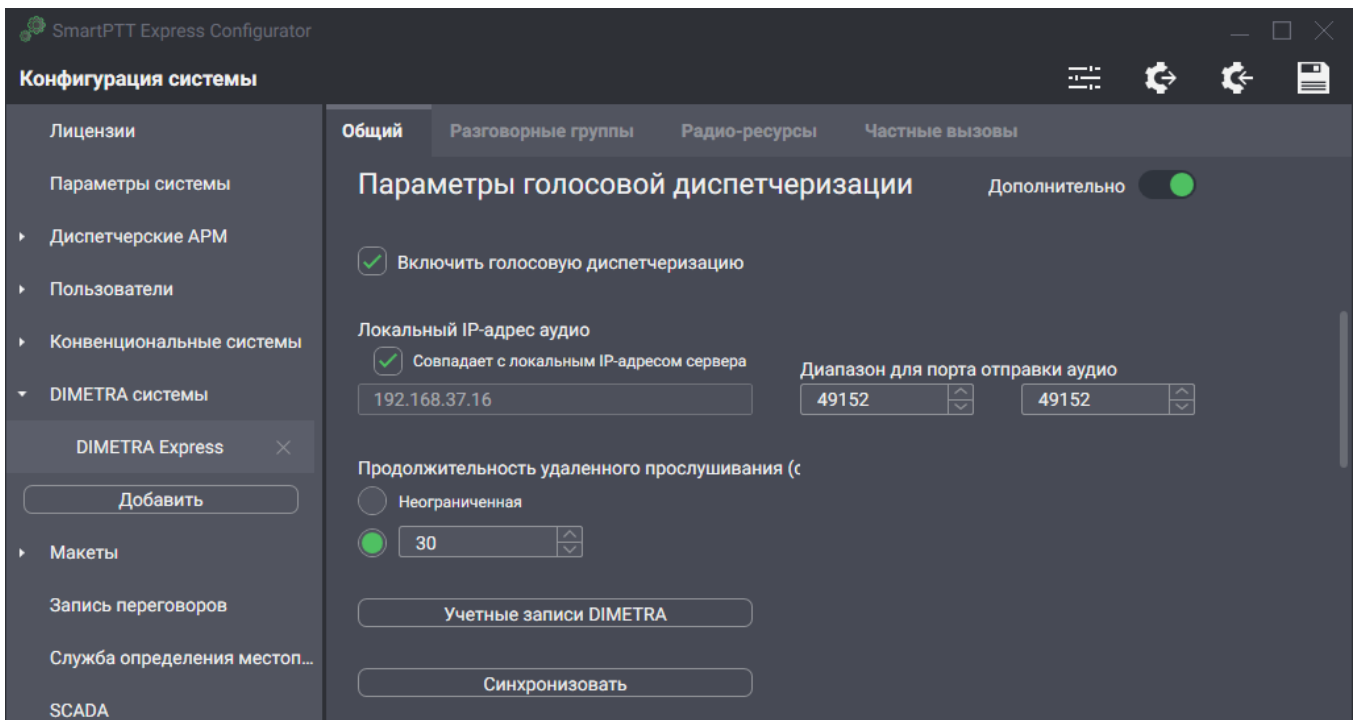 SmartPTT Express Configurator
Конфигурация системы
Лицензии
Параметры системы
Диспетчерские АРМ
Пользователи
Конвенциональные системы
DIMETRA системы
DIMETRA Express
Добавить
Макеты
Запись переговоров
Служба определения местоп...
SCADA
Общий Разговорные группы Радио-ресурсы Частные вызовы
Параметры голосовой диспетчеризации Дополнительно
Включить голосовую диспетчеризацию
Локальный IP-адрес аудио
Совпадает с локальным IP-адресом сервера
Диапазон для порта отправки аудио
192.168.37.16 49152 49152
Продолжительность удаленного прослушивания (с
Неограниченная
30
Учетные записи DIMETRA
Синхронизовать